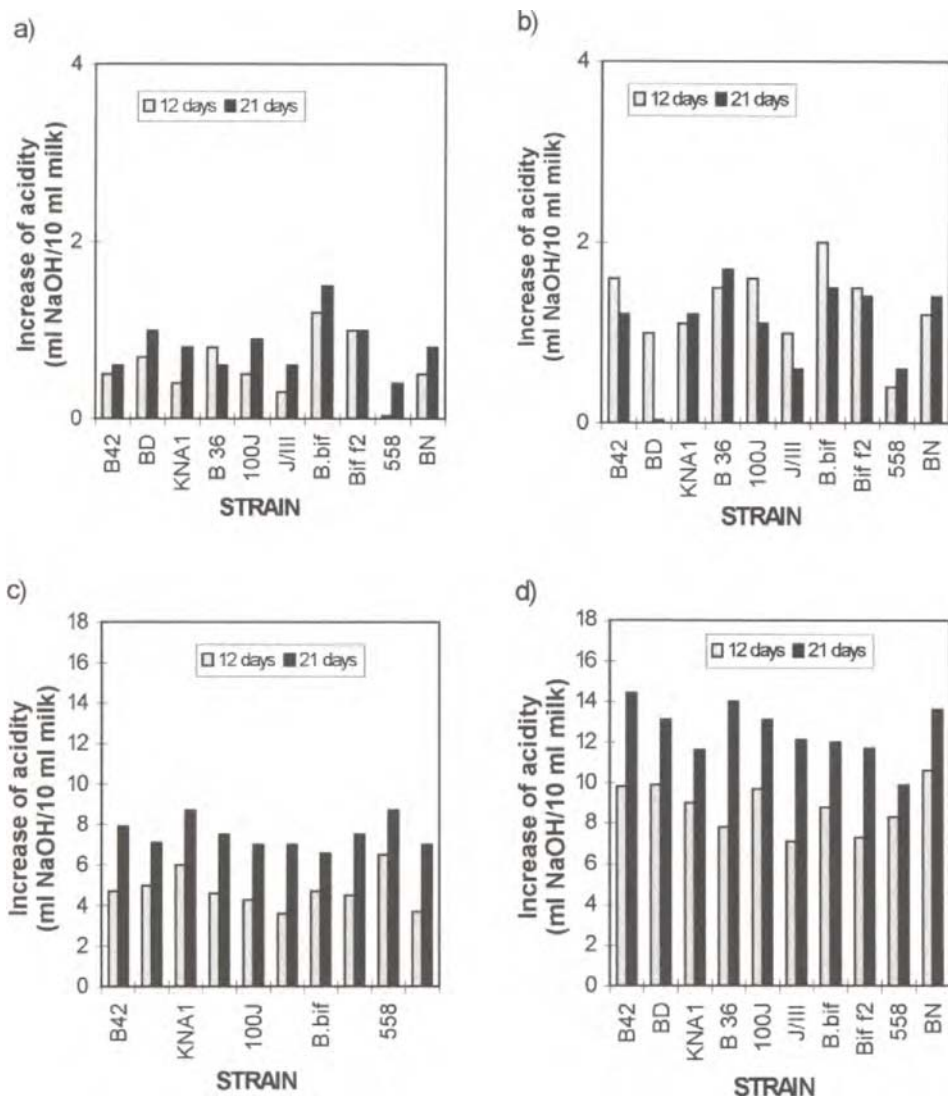 a)
Increase of acidity
(ml NaOH/10 ml milk)
4
2
0
12 days 21 days
B42 BD KNA1 B 36 100J J/III B.bif Bif f2 558 BN
STRAIN
b)
Increase of acidity
(ml NaOH/10 ml milk)
4
2
0
12 days 21 days
B42 BD KNA1 B 36 100J J/III B.bif Bif f2 558 BN
STRAIN
c)
Increase of acidity
(ml NaOH/10 ml milk)
18
16
14
12
10
8
6
4
2
0
12 days 21 days
B42 KNA1 100J B.bif 558
STRAIN
d)
Increase of acidity
(ml NaOH/10 ml milk)
18
16
14
12
10
8
6
4
2
0
12 days 21 days
B42 BD KNA1 B 36 100J J/III B.bif Bif f2 558 BN
STRAIN